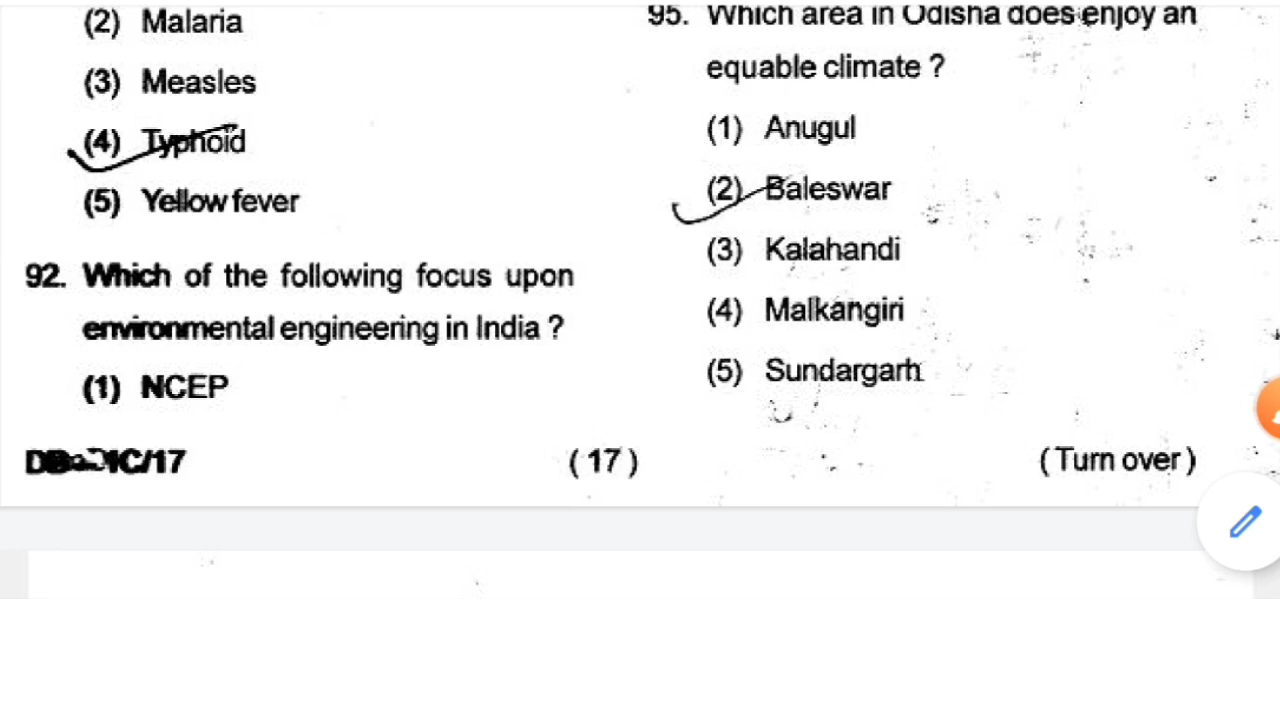 (2) Malaria
(3) Measles
(4) Typhoid
(5) Yellow fever
92. Which of the following focus upon
environmental engineering in India ?
(1) NCEP
95. Which area in Odisha does enjoy an
equable climate ?
(1) Anugul
(2) Baleswar
(3) Kalahandi
(4) Malkangiri
(5) Sundargarh
( 17 )
( Turn over )